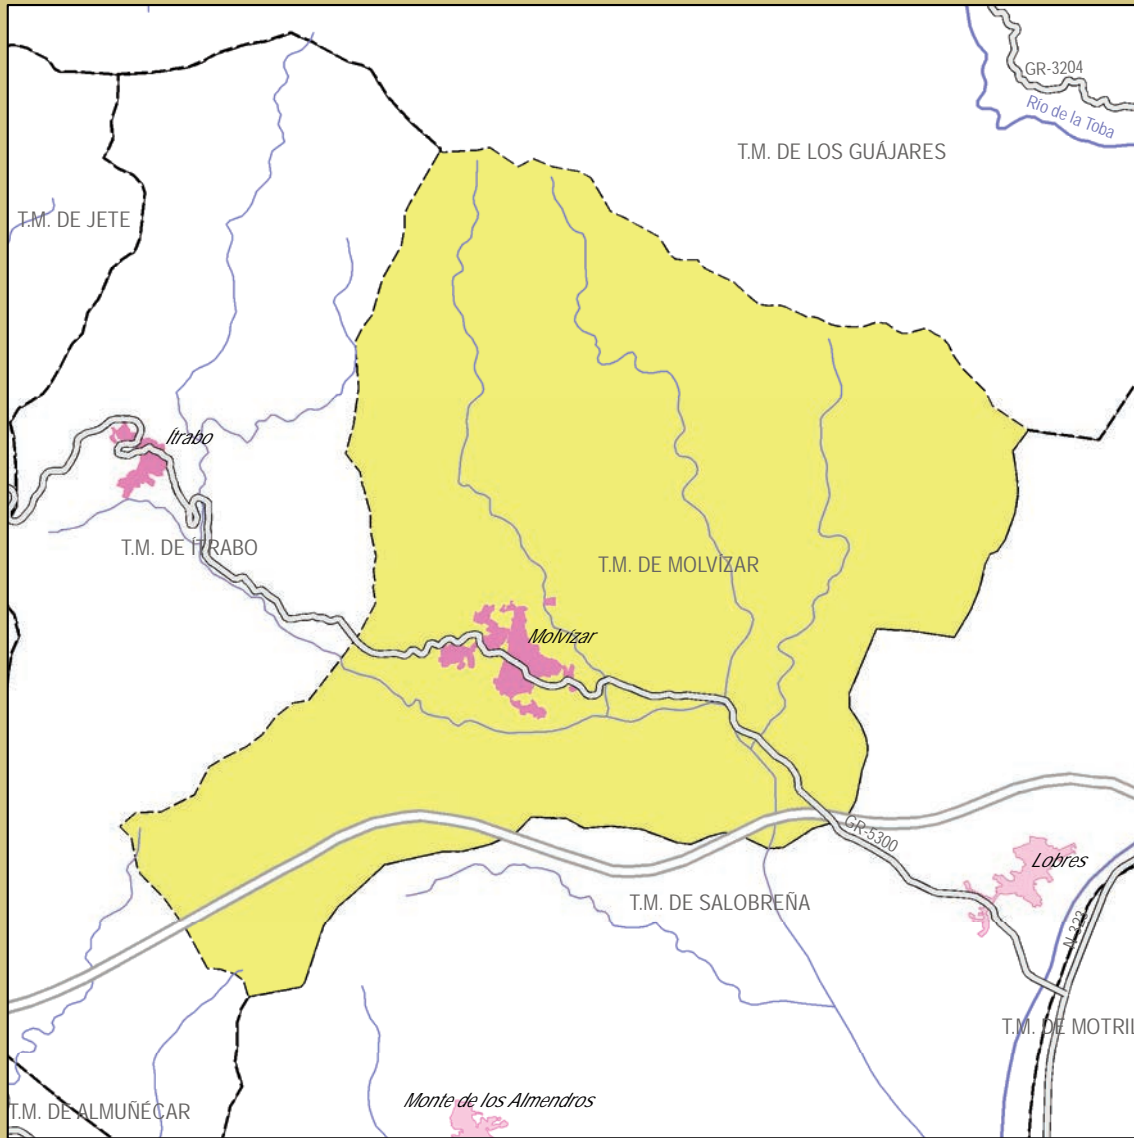 GR-3204
Río de la Toba
T.M. DE LOS GUÁJARES
T.M. DE JETE
Ítrabo
T.M. DE ÍTRABO
T.M. DE MOLVÍZAR
Molvízar
GR-5300
Lobres
T.M. DE SALOBREÑA
N-323
T.M. DE MOTRIL
Monte de los Almendros
T.M. DE ALMUÑÉCAR